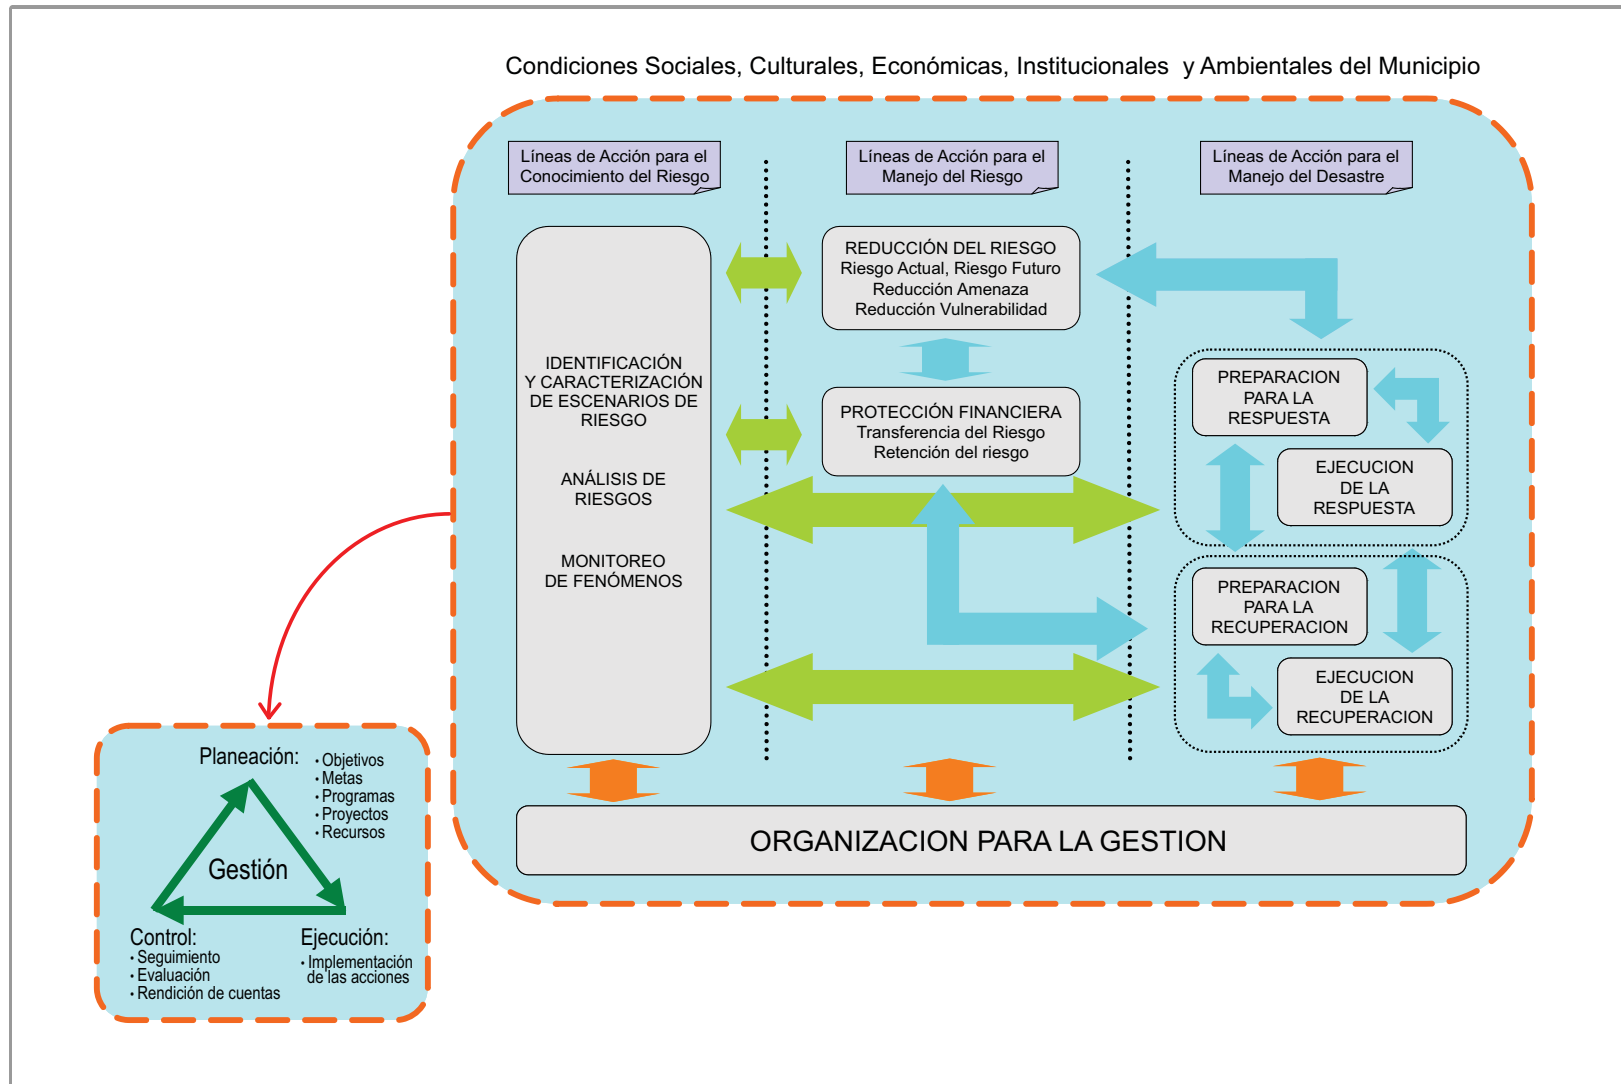 Condiciones Sociales, Culturales, Económicas, Institucionales  y Ambientales del Municipio
Líneas de Acción para el
Conocimiento del Riesgo
Líneas de Acción para el
Manejo del Riesgo
Líneas de Acción para el
Manejo del Desastre
IDENTIFICACIÓN
Y CARACTERIZACIÓN
DE ESCENARIOS DE
RIESGO
ANÁLISIS DE
RIESGOS
MONITOREO
DE FENÓMENOS
REDUCCIÓN DEL RIESGO
Riesgo Actual, Riesgo Futuro
Reducción Amenaza
Reducción Vulnerabilidad
PROTECCIÓN FINANCIERA
Transferencia del Riesgo
Retención del riesgo
PREPARACION
PARA LA
RESPUESTA
EJECUCION
DE LA
RESPUESTA
PREPARACION
PARA LA
RECUPERACION
EJECUCION
DE LA
RECUPERACION
ORGANIZACION PARA LA GESTION
Planeación:
• Objetivos
• Metas
• Programas
• Proyectos
• Recursos
Gestión
Control:
• Seguimiento
• Evaluación
• Rendición de cuentas
Ejecución:
• Implementación
de las acciones